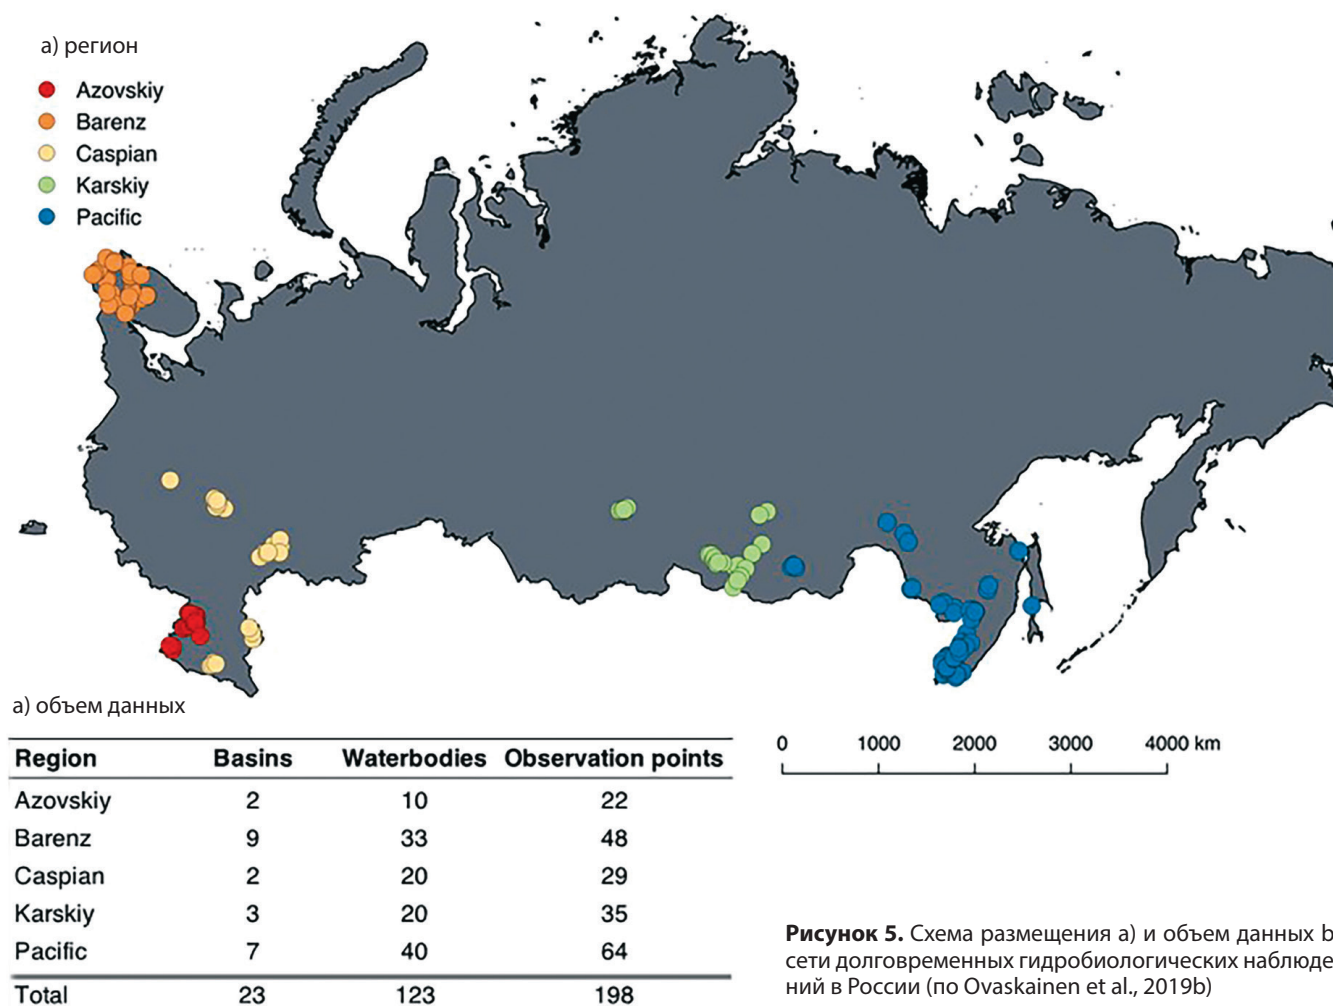 а) регион
Azovskiy
Barenz
Caspian
Karskiy
Pacific
а) объем данных
Region Basins Waterbodies Observation points
Azovskiy 2 10 22
Barenz 9 33 48
Caspian 2 20 29
Karskiy 3 20 35
Pacific 7 40 64
Total 23 123 198
0 1000 2000 3000 4000 km
Рисунок 5. Схема размещения a) и объем данных b
сети долговременных гидробиологических наблюде
ний в России (по Ovaskainen et al., 2019b)